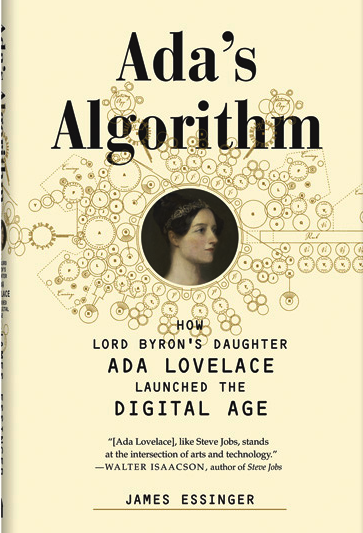 Ada's
Algorithm
HOW
LORD BYRON'S DAUGHTER
ADA LOVELACE
LAUNCHED THE
DIGITAL AGE
“[Ada Lovelace], like Steve Jobs, stands
at the intersection of arts and technology.”
—WALTER ISAACSON, author of Steve Jobs
JAMES ESSINGER